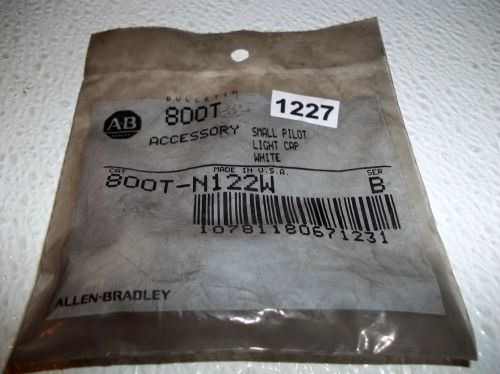 BULLETIN
800T
1227
AB
QUALITY
ACCESSORY
SMALL PILOT
LIGHT CAP
WHITE
CAT
MADE IN U.S.A.
SER
800T-N122W
B
10781180671231
ALLEN-BRADLEY